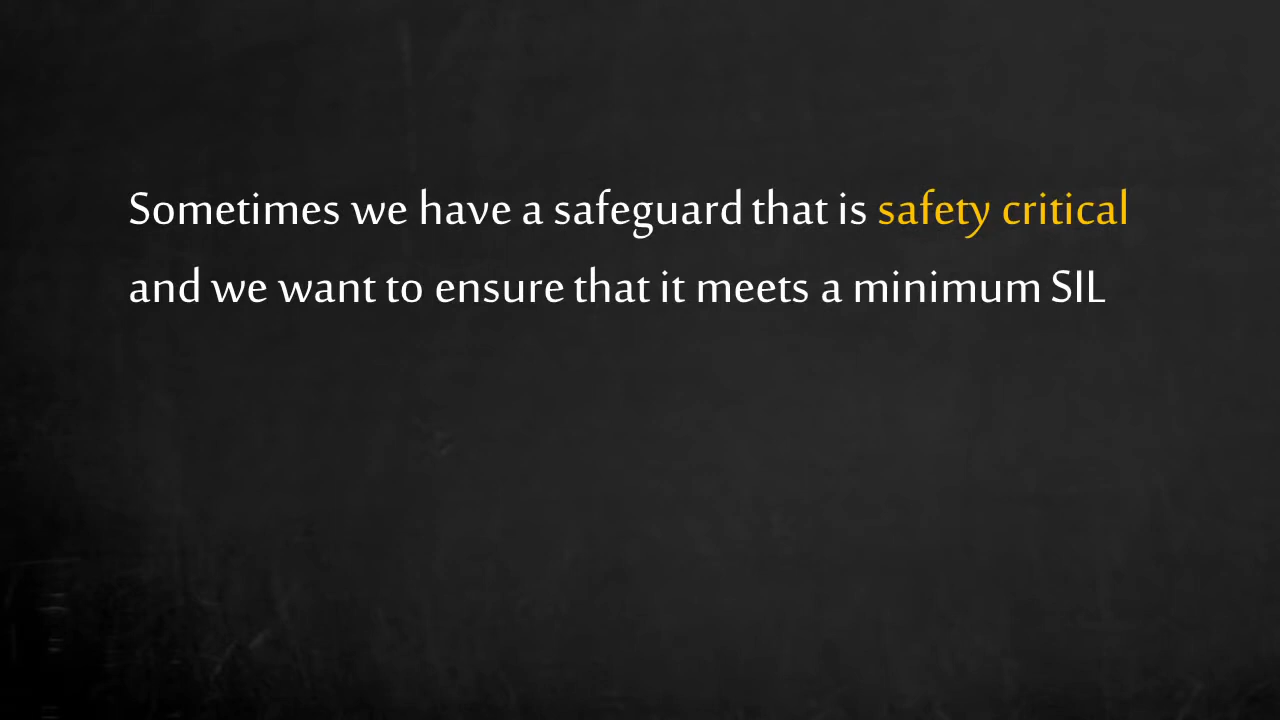 Sometimes we have a safeguard that is safety critical
and we want to ensure that it meets a minimum SIL